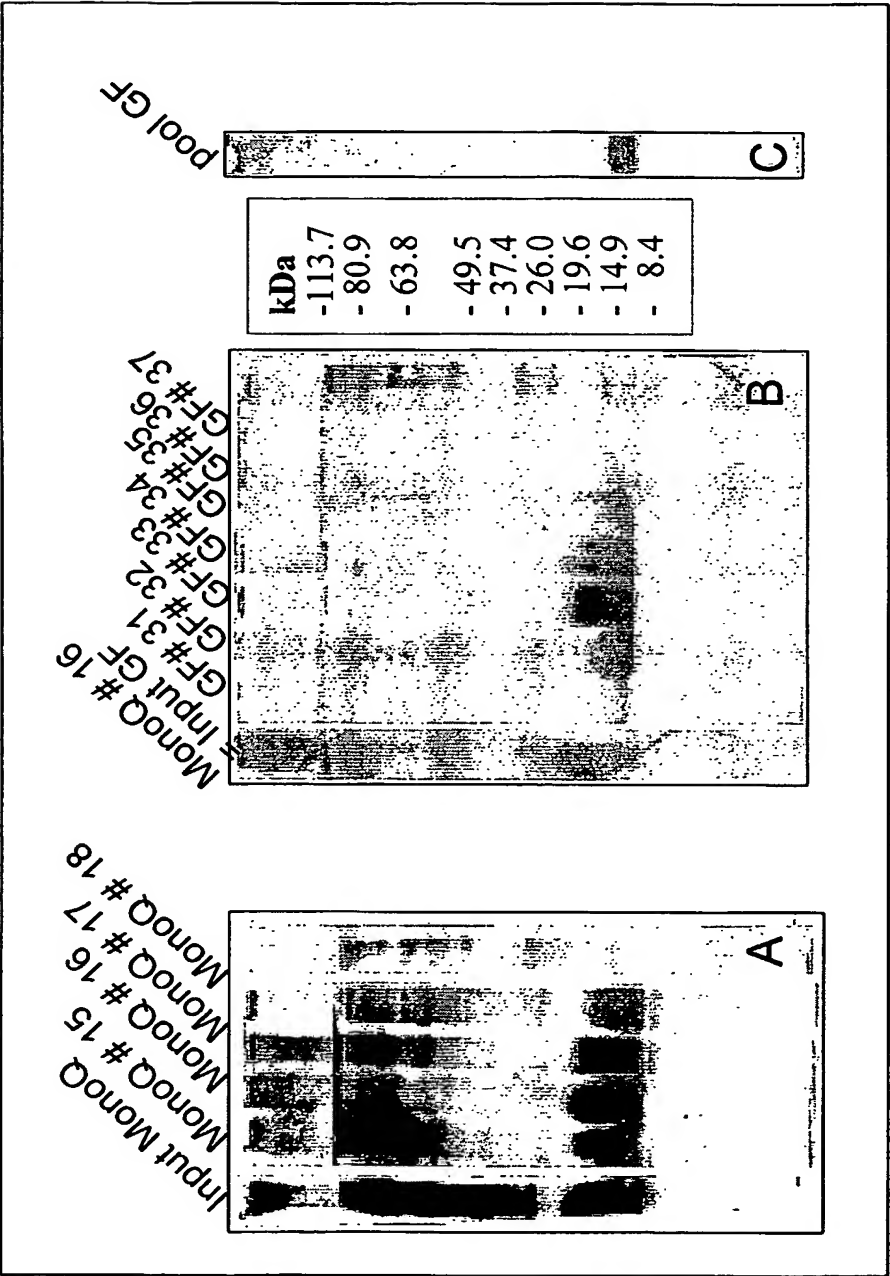 Input MonoQ
MonoQ # 15
MonoQ # 16
MonoQ # 17
MonoQ # 18
A
MonoQ # 16
= Input GF
GF# 31
GF# 32
GF# 33
GF# 34
GF# 35
GF# 36
GF# 37
B
kDa
-113.7
- 80.9
- 63.8
- 49.5
- 37.4
- 26.0
- 19.6
- 14.9
- 8.4
pool GF
C